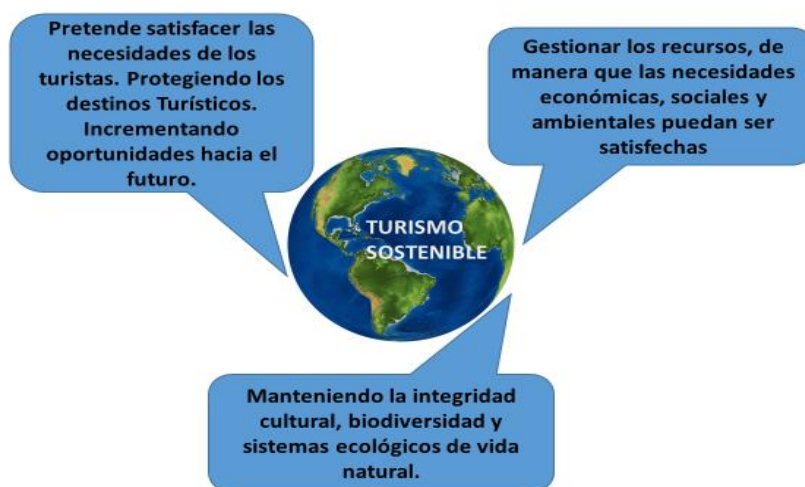 Pretende satisfacer las
necesidades de los
turistas. Protegiendo los
destinos Turísticos.
Incrementando
oportunidades hacia el
futuro.
Gestionar los recursos, de
manera que las necesidades
económicas, sociales y
ambientales puedan ser
satisfechas
TURISMO
SOSTENIBLE
Manteniendo la integridad
cultural, biodiversidad y
sistemas ecológicos de vida
natural.